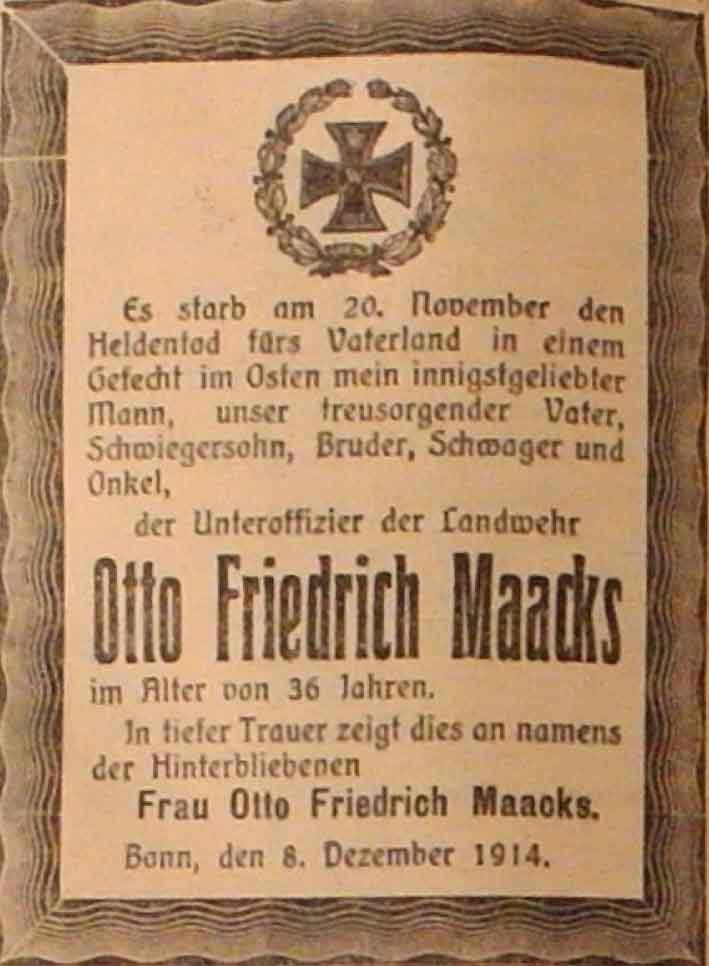 Es starb am 20. November den
Heldentod fürs Vaterland in einem
Gefecht im Osten mein innigstgeliebter
Mann, unser treusorgender Vater,
Schwiegersohn, Bruder, Schwager und
Onkel,
der Unteroffizier der Landwehr
Otto Friedrich Maacks
im Alter von 36 Jahren.
In tiefer Trauer zeigt dies an namens
der Hinterbliebenen
Frau Otto Friedrich Maacks.
Bonn, den 8. Dezember 1914.